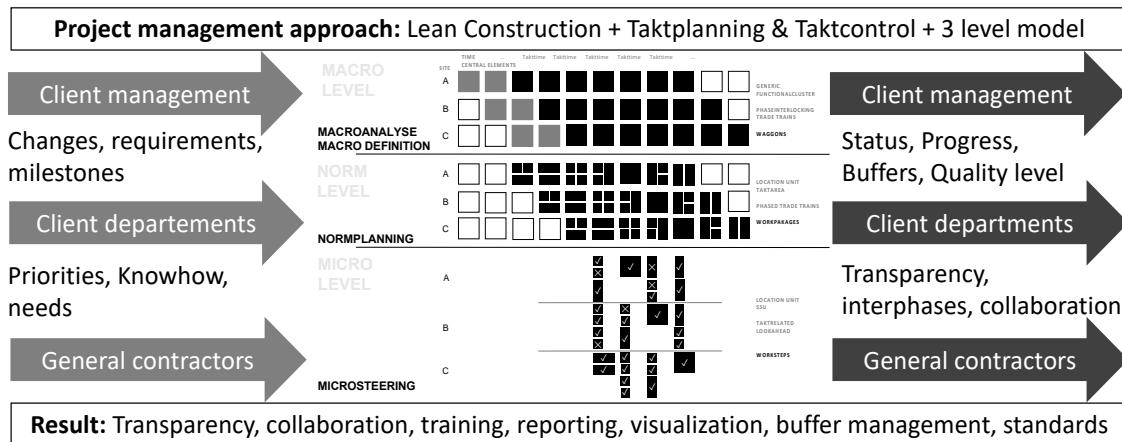 Project management approach: Lean Construction + Taktplanning & Taktcontrol + 3 level model
Client management
Changes, requirements,
milestones
Client departements
Priorities, Knowhow,
needs
General contractors
TIME ... Takttime Takttime Takttime Takttime Takttime ...
SITE CENTRAL ELEMENTS
MACRO
LEVEL
A
B
C
GENERIC
FUNCTIONALCLUSTER
PHASEINTERLOCKING
TRADE TRAINS
WAGGONS
MACROANALYSE
MACRO DEFINITION
NORM
LEVEL
A
B
C
LOCATION UNIT
TAKTAREA
PHASED TRADE TRAINS
WORKPAKAGES
NORMPLANNING
MICRO
LEVEL
A
B
C
LOCATION UNIT
SSU
TAKTRELATED
LOOKAHEAD
WORKSTEPS
MICROSTEERING
Client management
Status, Progress,
Buffers, Quality level
Client departments
Transparency,
interphases, collaboration
General contractors
Result: Transparency, collaboration, training, reporting, visualization, buffer management, standards